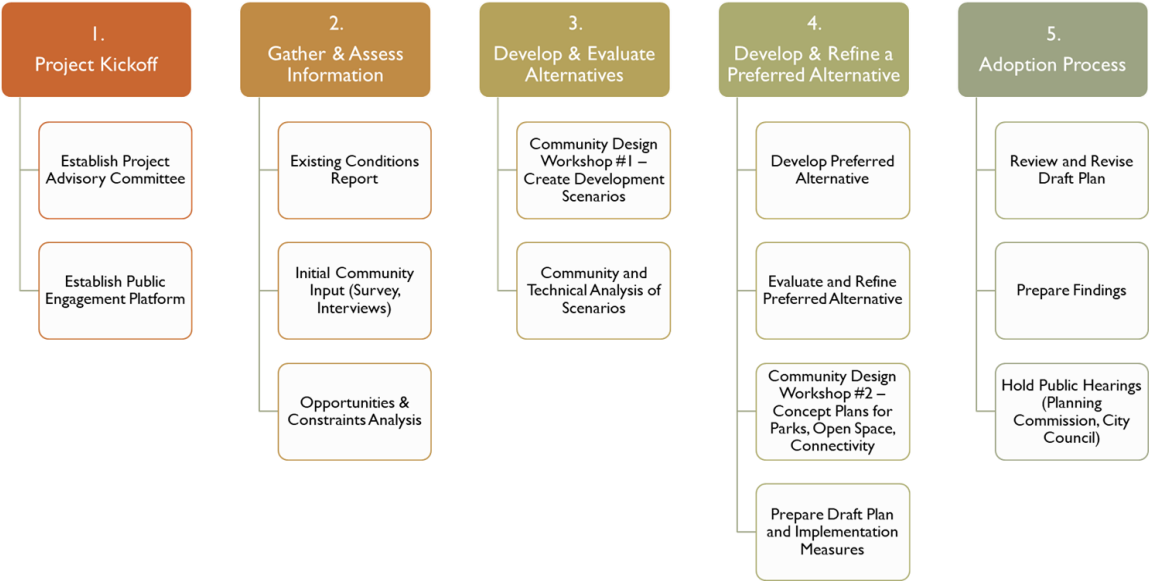 1.
Project Kickoff
Establish Project
Advisory Committee
Establish Public
Engagement Platform
2.
Gather & Assess
Information
Existing Conditions
Report
Initial Community
Input (Survey,
Interviews)
Opportunities &
Constraints Analysis
3.
Develop & Evaluate
Alternatives
Community Design
Workshop #1 –
Create Development
Scenarios
Community and
Technical Analysis of
Scenarios
4.
Develop & Refine a
Preferred Alternative
Develop Preferred
Alternative
Evaluate and Refine
Preferred Alternative
Community Design
Workshop #2 –
Concept Plans for
Parks, Open Space,
Connectivity
Prepare Draft Plan
and Implementation
Measures
5.
Adoption Process
Review and Revise
Draft Plan
Prepare Findings
Hold Public Hearings
(Planning
Commission, City
Council)